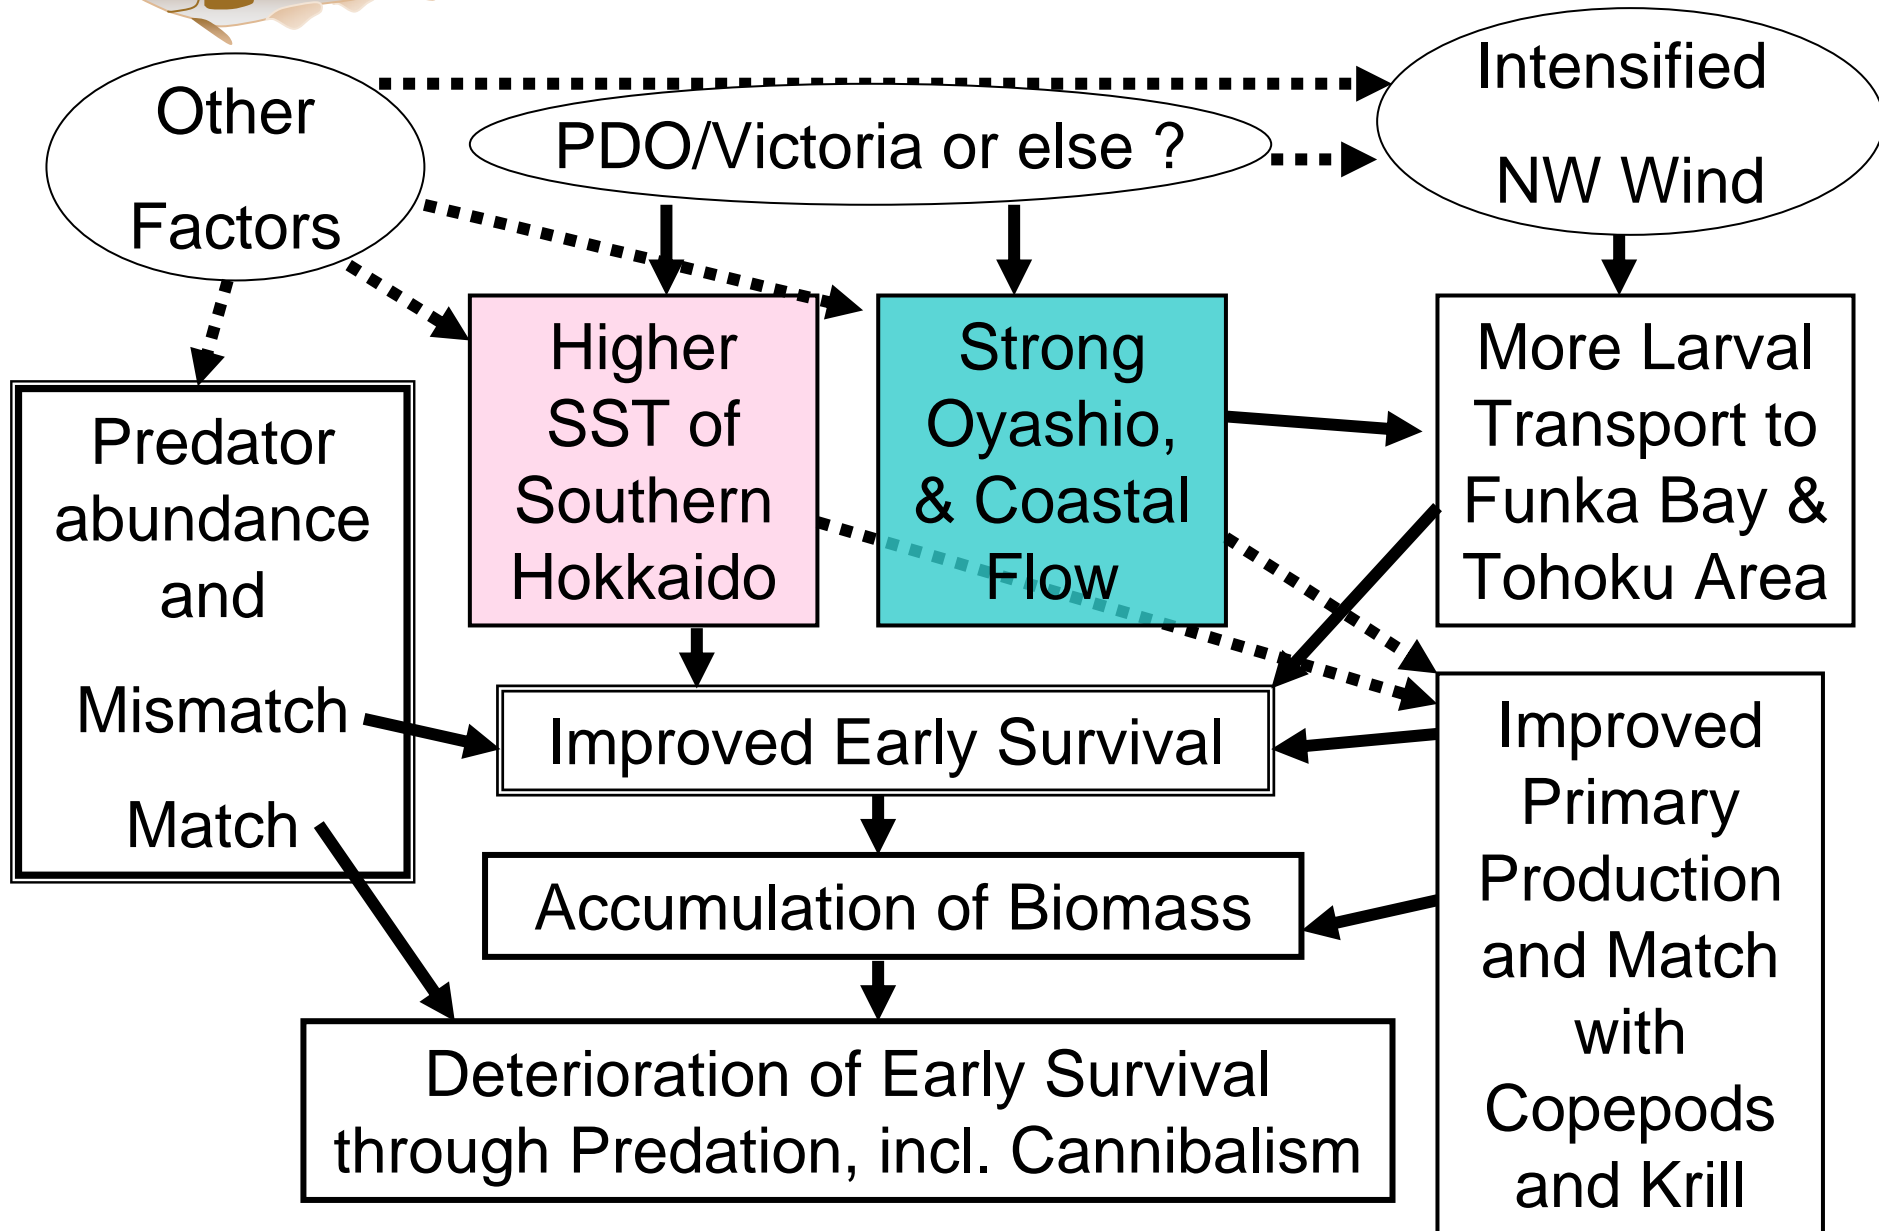 Other
Factors
PDO/Victoria or else ?
Intensified
NW Wind
Higher
SST of
Southern
Hokkaido
Strong
Oyashio,
& Coastal
Flow
More Larval
Transport to
Funka Bay &
Tohoku Area
Predator
abundance
and
Mismatch
Match
Improved Early Survival
Accumulation of Biomass
Deterioration of Early Survival
through Predation, incl. Cannibalism
Improved
Primary
Production
and Match
with
Copepods
and Krill